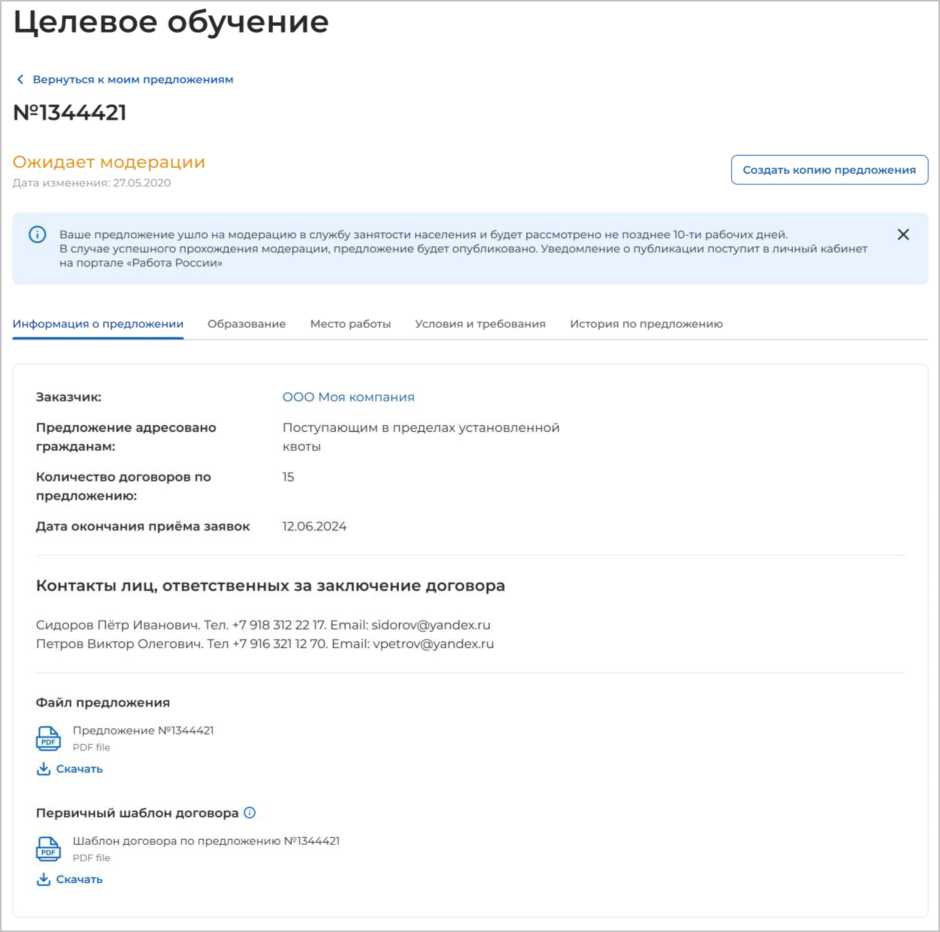 Целевое обучение
Вернуться к моим предложениям
№1344421
Ожидает модерации
Дата изменения: 27.05.2020
Создать копию предложения
Ваше предложение ушло на модерацию в службу занятости населения и будет рассмотрено не позднее 10-ти рабочих дней.
В случае успешного прохождения модерации, предложение будет опубликовано. Уведомление о публикации поступит в личный кабинет
на портале «Работа России»
Информация о предложении Образование Место работы Условия и требования История по предложению
Заказчик: ООО Моя компания
Предложение адресовано Поступающим в пределах установленной
гражданам: квоты
Количество договоров по 15
предложению:
Дата окончания приёма заявок 12.06.2024
Контакты лиц, ответственных за заключение договора
Сидоров Пётр Иванович. Тел. +7 918 312 22 17. Email: sidorov@yandex.ru
Петров Виктор Олегович. Тел +7 916 321 12 70. Email: vpetrov@yandex.ru
Файл предложения
PDF Предложение №1344421
PDF file
Скачать
Первичный шаблон договора
PDF Шаблон договора по предложению №1344421
PDF file
Скачать